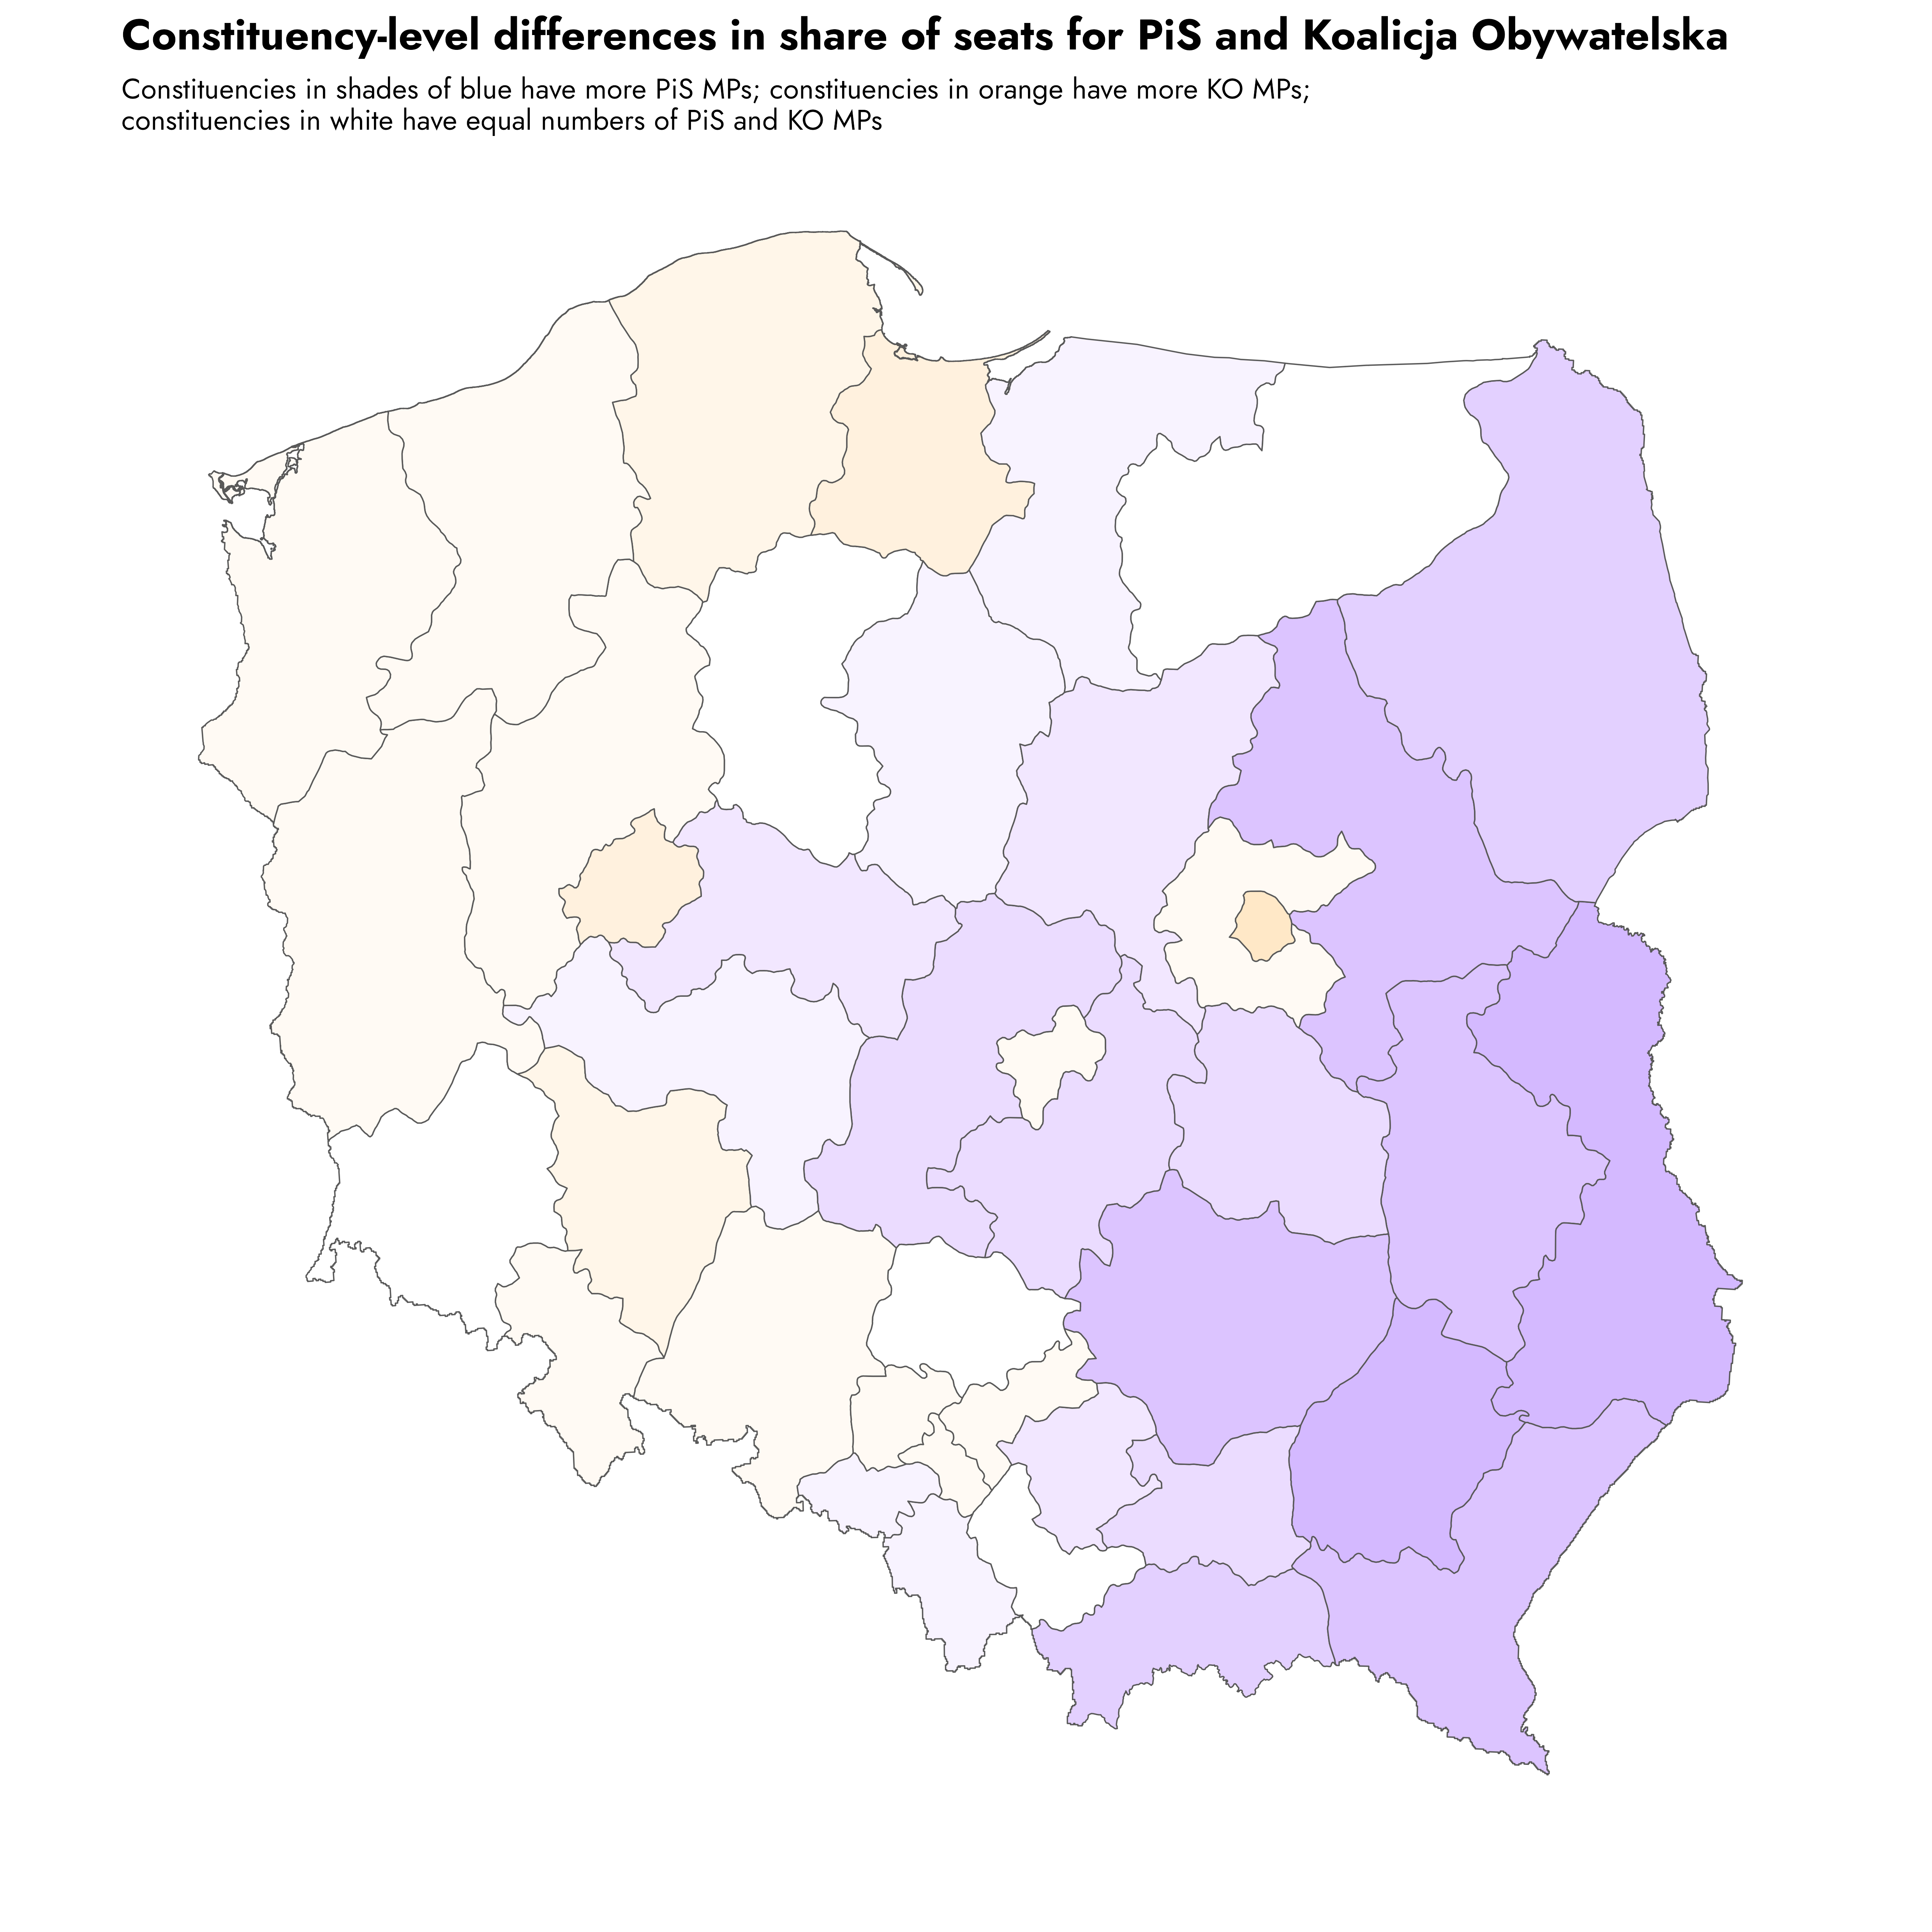 Constituency-level differences in share of seats for PiS and Koalicja Obywatelska
Constituencies in shades of blue have more PiS MPs; constituencies in orange have more KO MPs;
constituencies in white have equal numbers of PiS and KO MPs